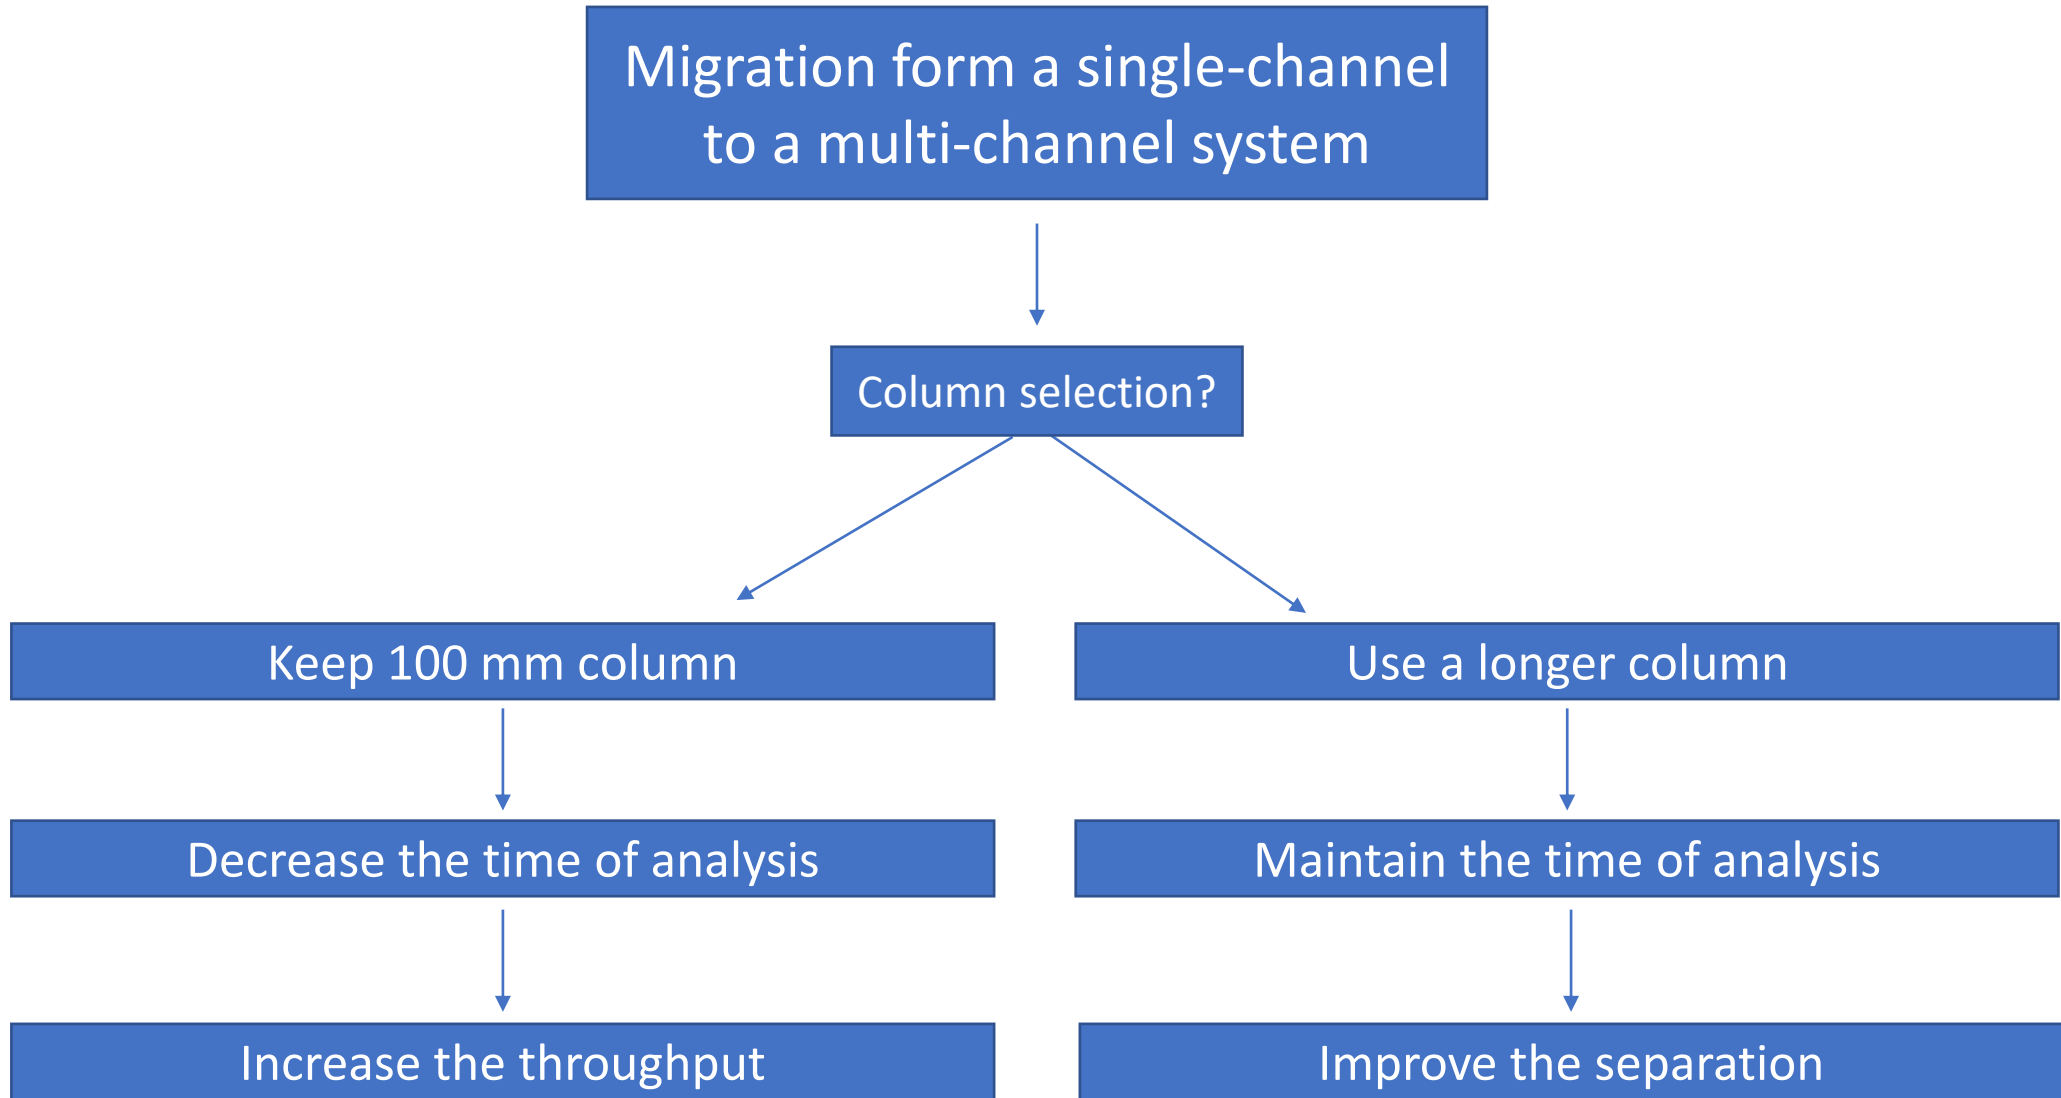 Migration form a single-channel
to a multi-channel system
Column selection?
Keep 100 mm column
Use a longer column
Decrease the time of analysis
Maintain the time of analysis
Increase the throughput
Improve the separation